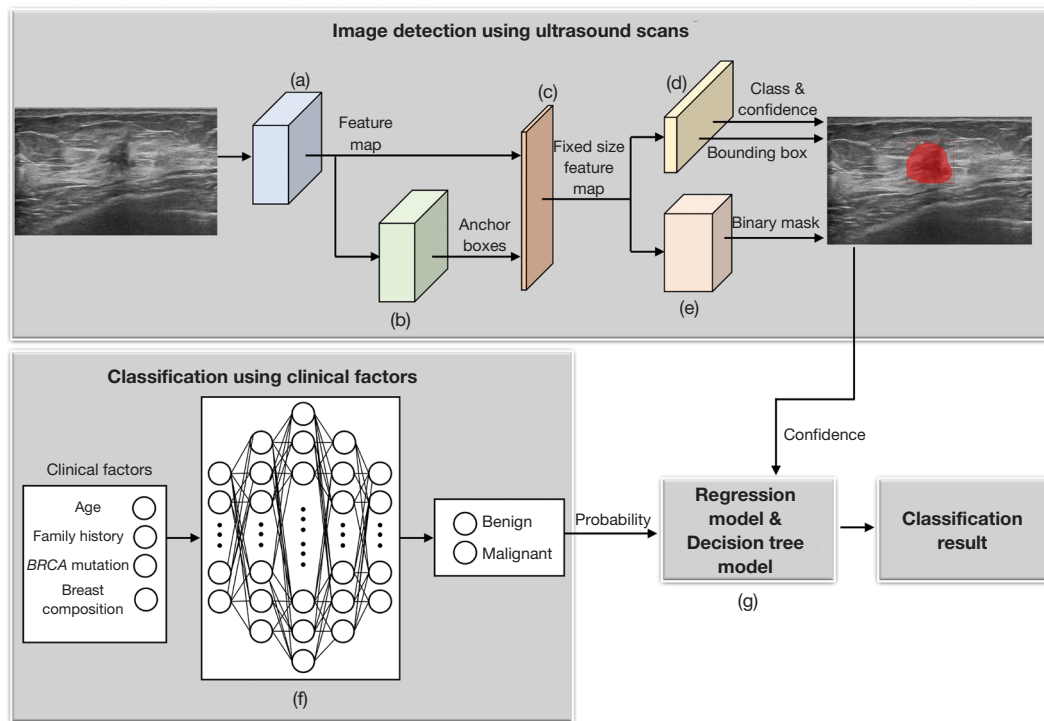 Image detection using ultrasound scans
(a)
(d)
(c)
Class &
confidence
Feature
map
Fixed size
feature
map
Bounding box
Anchor
boxes
Binary mask
(b)
(e)
Classification using clinical factors
Confidence
Clinical factors
Age
Family history
BRCA mutation
Breast
composition
Benign
Malignant
Probability
Regression
model &
Decision tree
model
Classification
result
(g)
(f)